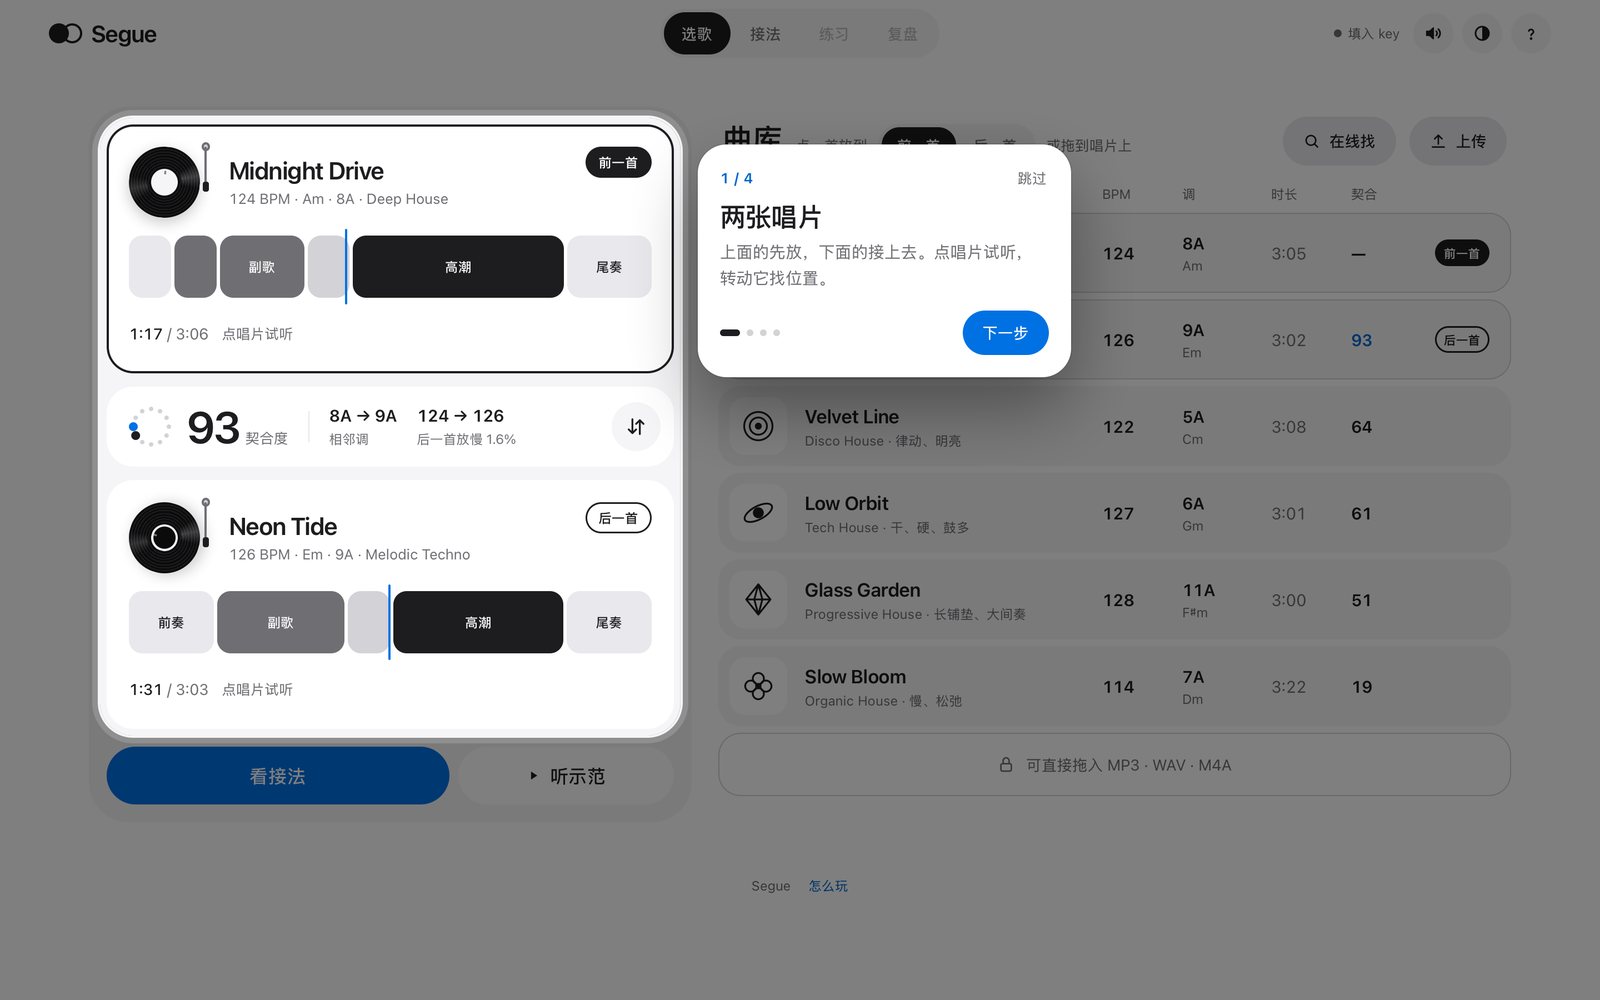 Segue
选歌 接法 练习 复盘
填入 key
?
Midnight Drive
前一首
124 BPM · Am · 8A · Deep House
副歌 高潮 尾奏
1:17 / 3:06 点唱片试听
93 契合度
8A → 9A
相邻调
124 → 126
后一首放慢 1.6%
Neon Tide
后一首
126 BPM · Em · 9A · Melodic Techno
前奏 副歌 高潮 尾奏
1:31 / 3:03 点唱片试听
看接法
听示范
曲库
或拖到唱片上
在线找
上传
1 / 4
跳过
两张唱片
上面的先放，下面的接上去。点唱片试听，
转动它找位置。
下一步
BPM 调 时长 契合
124 8A Am 3:05 — 前一首
126 9A Em 3:02 93 后一首
Velvet Line
Disco House · 律动、明亮
122 5A Cm 3:08 64
Low Orbit
Tech House · 干、硬、鼓多
127 6A Gm 3:01 61
Glass Garden
Progressive House · 长铺垫、大间奏
128 11A F♯m 3:00 51
Slow Bloom
Organic House · 慢、松弛
114 7A Dm 3:22 19
可直接拖入 MP3 · WAV · M4A
Segue 怎么玩